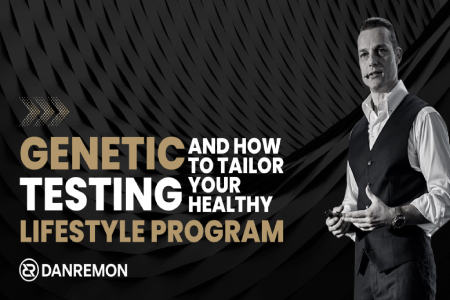 GENETIC
TESTING
AND HOW
TO TAILOR
YOUR
HEALTHY
LIFESTYLE PROGRAM
DANREMON